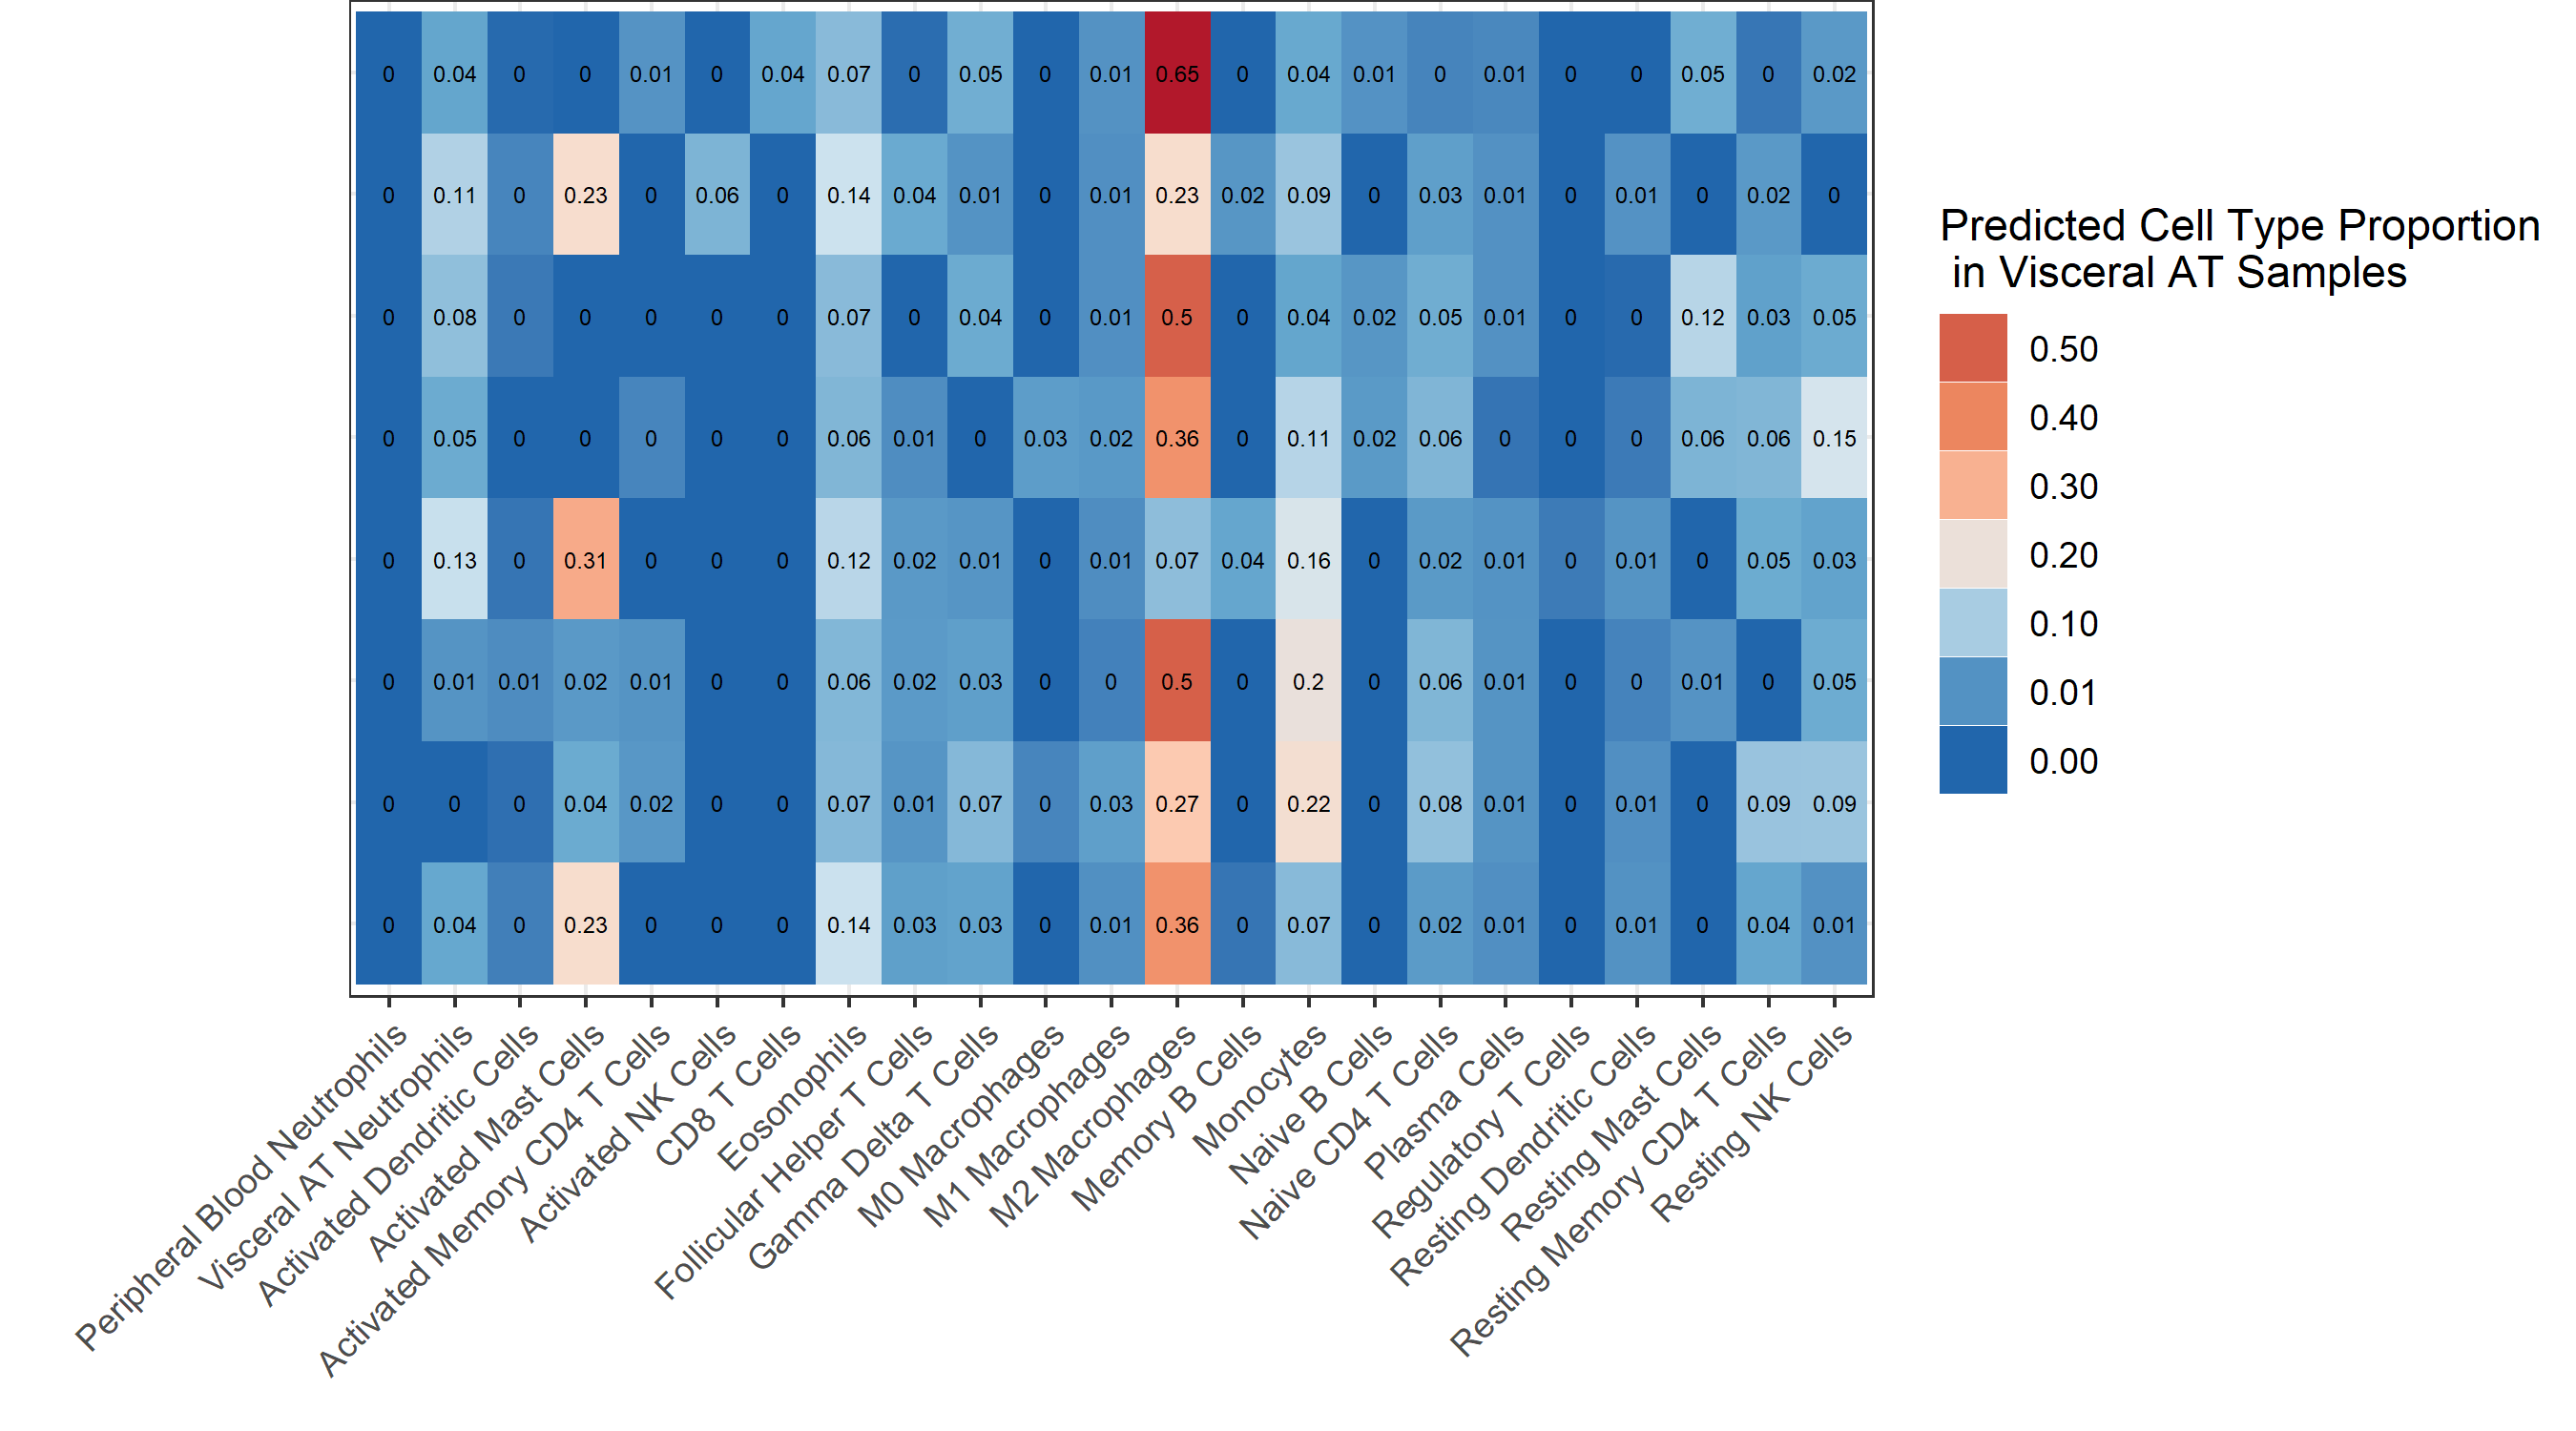 0 0.04 0 0 0.01 0 0.04 0.07 0 0.05 0 0.01 0.65 0 0.04 0.01 0 0.01 0 0 0.05 0 0.02
0 0.11 0 0.23 0 0.06 0 0.14 0.04 0.01 0 0.01 0.23 0.02 0.09 0 0.03 0.01 0 0.01 0 0.02 0
0 0.08 0 0 0 0 0 0.07 0 0.04 0 0.01 0.5 0 0.04 0.02 0.05 0.01 0 0 0.12 0.03 0.05
0 0.05 0 0 0 0 0 0.06 0.01 0 0.03 0.02 0.36 0 0.11 0.02 0.06 0 0 0 0.06 0.06 0.15
0 0.13 0 0.31 0 0 0 0.12 0.02 0.01 0 0.01 0.07 0.04 0.16 0 0.02 0.01 0 0.01 0 0.05 0.03
0 0.01 0.01 0.02 0.01 0 0 0.06 0.02 0.03 0 0 0.5 0 0.2 0 0.06 0.01 0 0 0.01 0 0.05
0 0 0 0.04 0.02 0 0 0.07 0.01 0.07 0 0.03 0.27 0 0.22 0 0.08 0.01 0 0.01 0 0.09 0.09
0 0.04 0 0.23 0 0 0 0.14 0.03 0.03 0 0.01 0.36 0 0.07 0 0.02 0.01 0 0.01 0 0.04 0.01
Peripheral Blood Neutrophils
Visceral AT Neutrophils
Activated Dendritic Cells
Activated Mast Cells
Activated Memory CD4 T Cells
Activated NK Cells
CD8 T Cells
Eosonophils
Follicular Helper T Cells
Gamma Delta T Cells
M0 Macrophages
M1 Macrophages
M2 Macrophages
Memory B Cells
Monocytes
Naive B Cells
Naive CD4 T Cells
Plasma Cells
Regulatory T Cells
Resting Dendritic Cells
Resting Mast Cells
Resting Memory CD4 T Cells
Resting NK Cells
Predicted Cell Type Proportion
in Visceral AT Samples
0.50
0.40
0.30
0.20
0.10
0.01
0.00